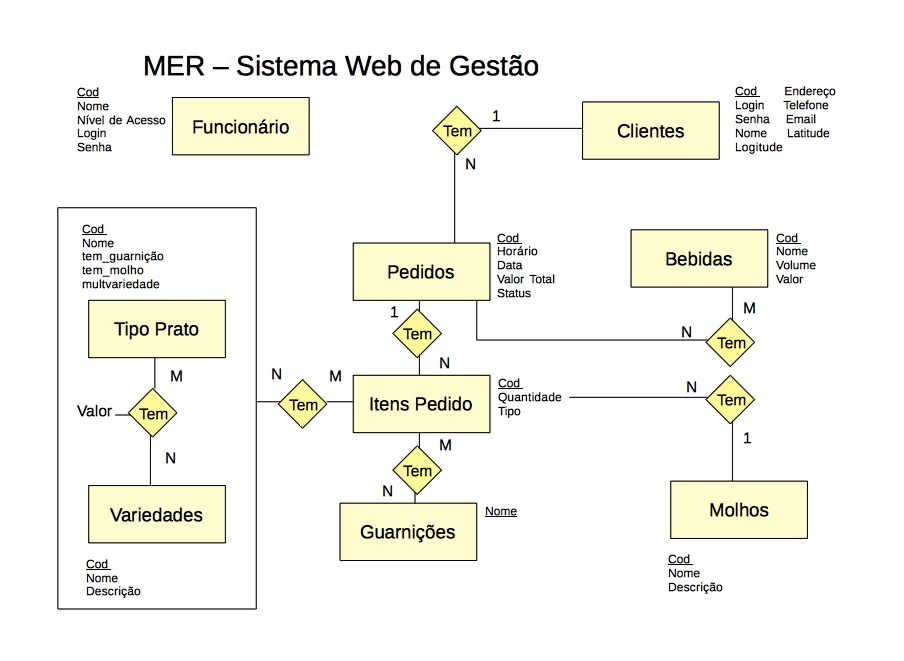 MER – Sistema Web de Gestão
Cod
Nome
Nível de Acesso
Login
Senha
Funcionário
Tem
1
N
Clientes
Cod Endereço
Login Telefone
Senha Email
Nome Latitude
Logitude
Cod
Nome
tem_guarnição
tem_molho
multvariedade
Tipo Prato
M
Valor
Tem
N
Variedades
Cod
Nome
Descrição
Pedidos
Cod
Horário
Data
Valor Total
Status
Bebidas
Cod
Nome
Volume
Valor
M
N
Tem
1
Tem
N
N
M
Tem
Itens Pedido
Cod
Quantidade
Tipo
N
Tem
1
M
Tem
N
Guarnições
Nome
Molhos
Cod
Nome
Descrição